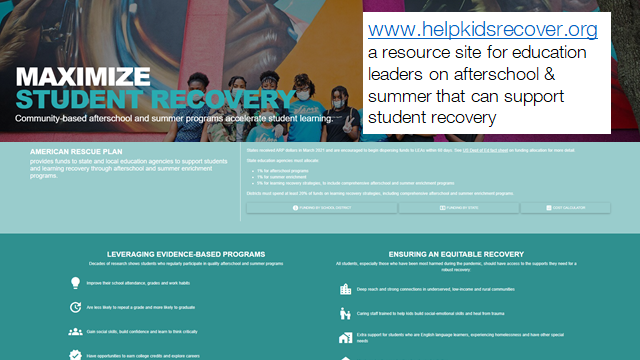 www.helpkidsrecover.org
a resource site for education
leaders on afterschool &
summer that can support
student recovery
MAXIMIZE
STUDENT RECOVERY
Community-based afterschool and summer programs accelerate student learning.
AMERICAN RESCUE PLAN
provides funds to state and local education agencies to support students
and learning recovery through afterschool and summer enrichment
programs.
States received ARP dollars in March 2021 and are encouraged to begin dispersing funds to LEAs within 60 days. See US Dept of Ed fact sheet on funding allocation for more detail.
State education agencies must allocate:
1% for afterschool programs
1% for summer enrichment
5% for learning recovery strategies, to include comprehensive afterschool and summer enrichment programs
Districts must spend at least 20% of funds on learning recovery strategies, including comprehensive afterschool and summer programs.
FUNDING BY SCHOOL DISTRICT
FUNDING BY STATE
COST CALCULATOR
LEVERAGING EVIDENCE-BASED PROGRAMS
Decades of research shows students who regularly participate in quality afterschool and summer programs
Improve their school attendance, grades and work habits
Are less likely to repeat a grade and more likely to graduate
Gain social skills, build confidence and learn to think critically
Have opportunities to earn college credits and explore careers
ENSURING AN EQUITABLE RECOVERY
All students, especially those who have been most harmed during the pandemic, should have access to the supports they need for a
robust recovery
Deep reach and strong connections in underserved, low-income and rural communities
Caring staff trained to help kids build social-emotional skills and heal from trauma
Extra support for students who are English-language learners, experiencing homelessness and have other special
needs